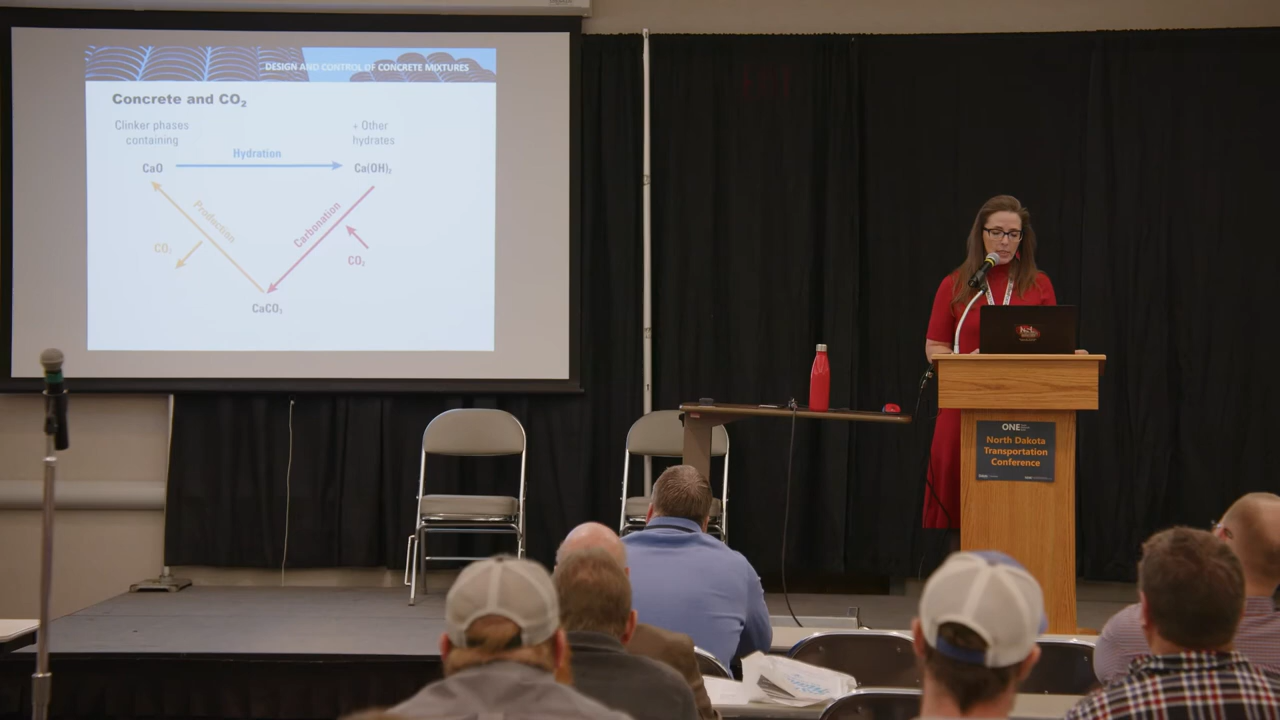 DESIGN AND CONTROL OF CONCRETE MIXTURES
Concrete and CO₂
Clinker phases
containing
+ Other
hydrates
Hydration
CaO
Ca(OH)₂
Production
Carbonation
CO₂
CO₂
CaCO₃
ONE
North Dakota
Transportation
Conference